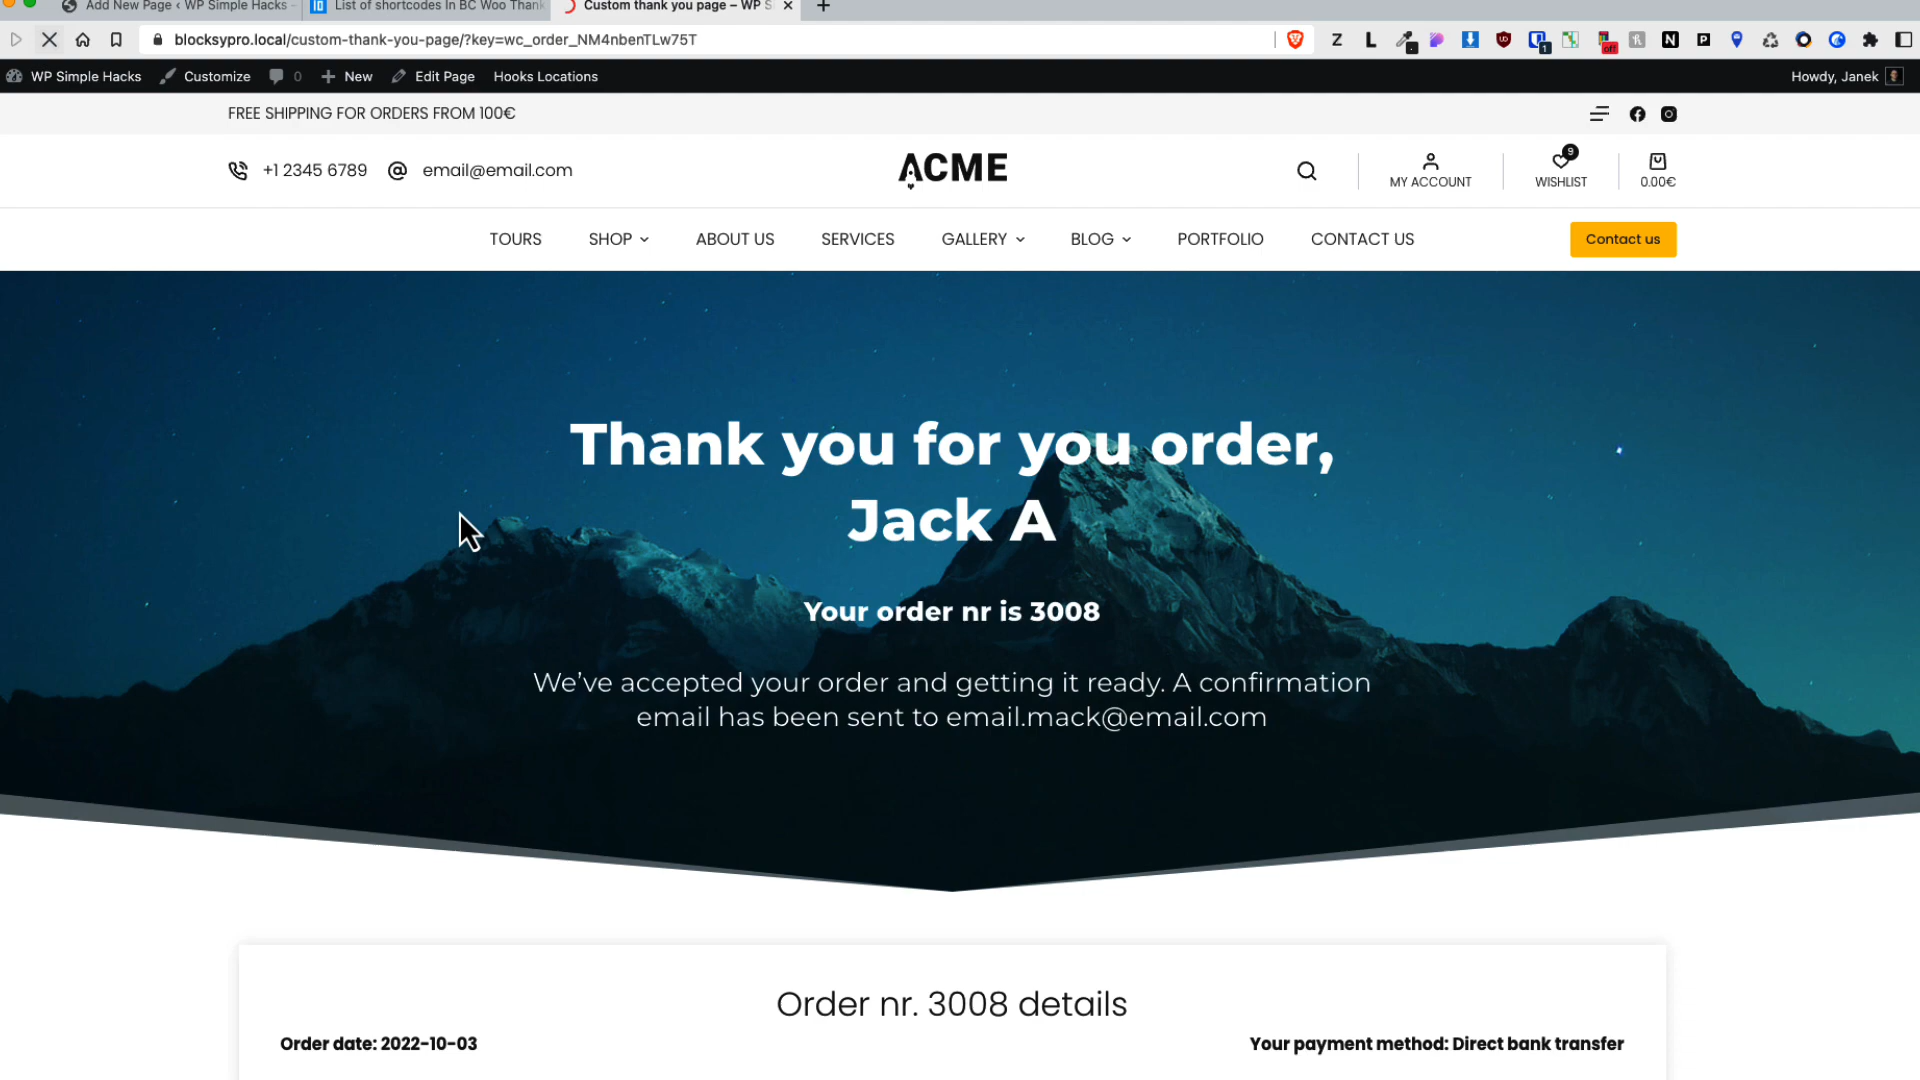 Add New Page ‹ WP Simple Hacks
List of shortcodes In BC Woo Thank
Custom thank you page – WP S
blocksypro.local/custom-thank-you-page/?key=wc_order_NM4nbenTLw75T
WP Simple Hacks
Customize
0
New
Edit Page
Hooks Locations
Howdy, Janek
FREE SHIPPING FOR ORDERS FROM 100€
+1 2345 6789
email@email.com
ACME
MY ACCOUNT
9
WISHLIST
0.00€
TOURS
SHOP
ABOUT US
SERVICES
GALLERY
BLOG
PORTFOLIO
CONTACT US
Contact us
Thank you for you order,
Jack A
Your order nr is 3008
We’ve accepted your order and getting it ready. A confirmation
email has been sent to email.mack@email.com
Order nr. 3008 details
Order date: 2022-10-03
Your payment method: Direct bank transfer